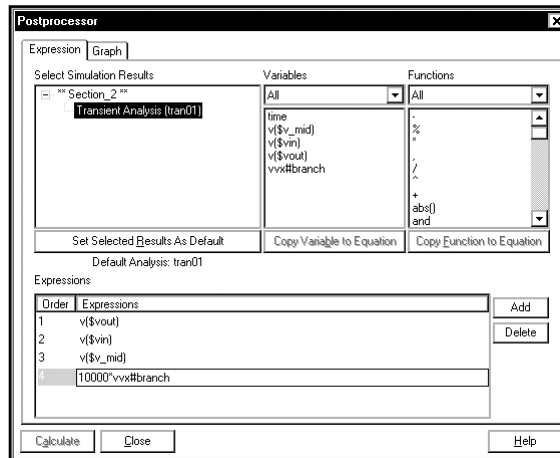 Postprocessor
Expression Graph
Select Simulation Results Variables Functions
** Section_2 ** All All
Transient Analysis (tran01)
time
v($v_mid)
v($vin)
v($vout)
vvx#branch
-
%
*
,
/
^
+
abs()
and
Set Selected Results As Default Copy Variable to Equation Copy Function to Equation
Default Analysis: tran01
Expressions
Order Expressions
1 v($vout)
2 v($vin)
3 v($v_mid)
4 10000*vvx#branch
Add
Delete
Calculate Close Help